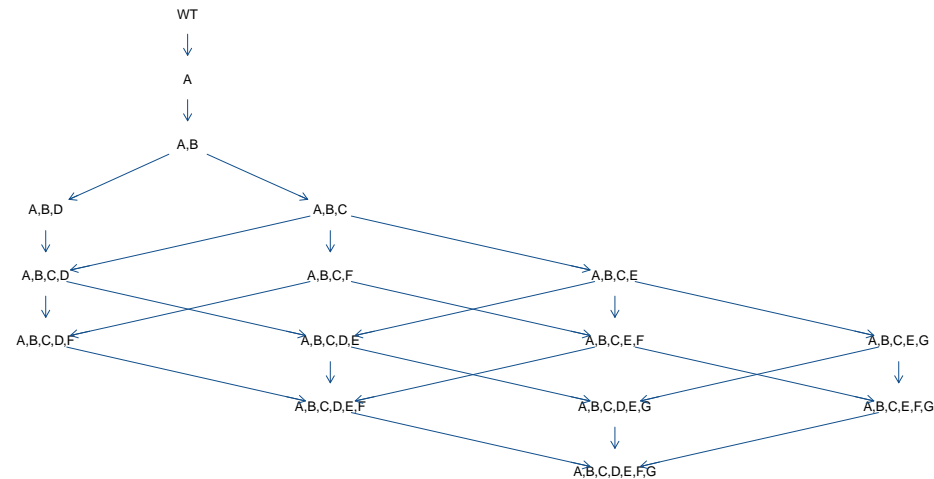 WT
A
A,B
A,B,D
A,B,C
A,B,C,D
A,B,C,F
A,B,C,E
A,B,C,D,F
A,B,C,D,E
A,B,C,E,F
A,B,C,E,G
A,B,C,D,E,F
A,B,C,D,E,G
A,B,C,E,F,G
A,B,C,D,E,F,G